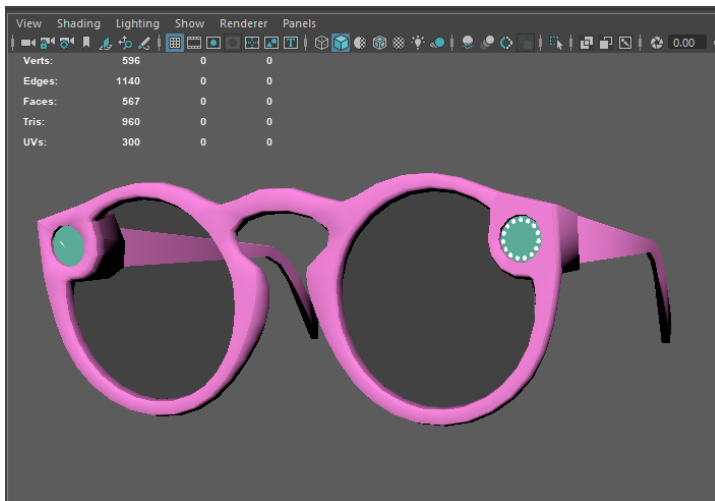 View Shading Lighting Show Renderer Panels
0.00
Verts: 596 0 0
Edges: 1140 0 0
Faces: 567 0 0
Tris: 960 0 0
UVs: 300 0 0